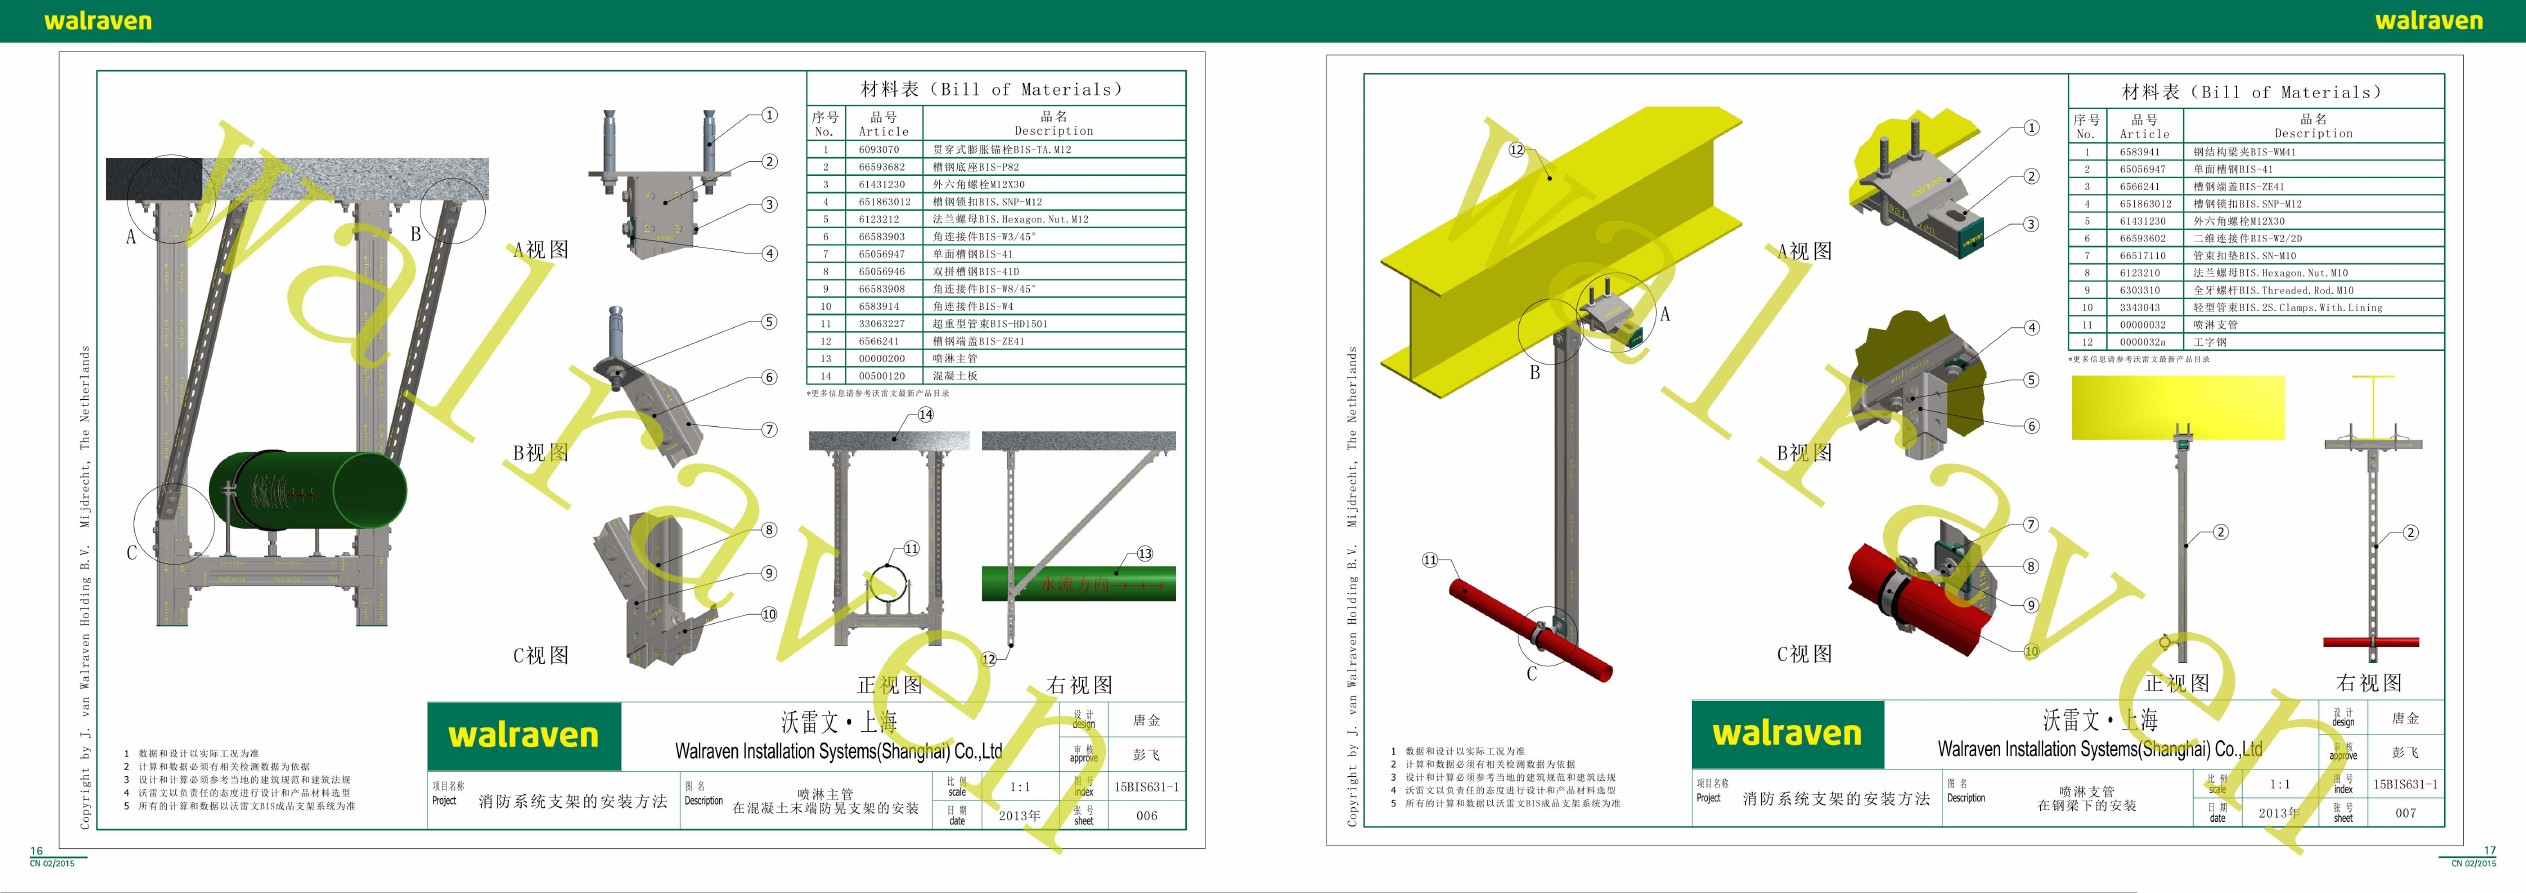 walraven
walraven
材料表（Bill of Materials）
序号 No. 品号 Article 品名 Description
1 6093070 贯穿式膨胀锚栓BIS-TA.M12
2 66593682 槽钢底座BIS-P82
3 61431230 外六角螺栓M12X30
4 651863012 槽钢锁扣BIS.SNP-M12
5 6123212 法兰螺母BIS.Hexagon.Nut.M12
6 66583903 角连接件BIS-W3/45°
7 65056947 单面槽钢BIS-41
8 65056946 双拼槽钢BIS-41D
9 66583908 角连接件BIS-W8/45°
10 6583914 角连接件BIS-W4
11 33063227 超重型管束BIS-HD1501
12 6566241 槽钢端盖BIS-ZE41
13 00000200 喷淋主管
14 00500120 混凝土板
*更多信息请参考沃雷文最新产品目录
A
B
C
A视图
B视图
C视图
1
2
3
4
5
6
7
8
9
10
14
11
13
12
水流方向→→→
正视图
右视图
walraven
Copyright by J. van Walraven Holding B.V. Mijdrecht, The Netherlands
1 数据和设计以实际工况为准
2 计算和数据必须有相关检测数据为依据
3 设计和计算必须参考当地的建筑规范和建筑法规
4 沃雷文以负责任的态度进行设计和产品材料选型
5 所有的计算和数据以沃雷文BIS成品支架系统为准
walraven
沃雷文·上海
Walraven Installation Systems(Shanghai) Co.,Ltd
设计 design 唐金
审核 approve 彭飞
项目名称 Project 消防系统支架的安装方法
图名 Description 喷淋主管
在混凝土末端防晃支架的安装
比例 scale 1:1 图号 index 15BIS631-1
日期 date 2013年 张号 sheet 006
16
CN 02/2015
材料表（Bill of Materials）
序号 No. 品号 Article 品名 Description
1 6583941 钢结构梁夹BIS-WM41
2 65056947 单面槽钢BIS-41
3 6566241 槽钢端盖BIS-ZE41
4 651863012 槽钢锁扣BIS.SNP-M12
5 61431230 外六角螺栓M12X30
6 66593602 二维连接件BIS-W2/2D
7 66517110 管束扣垫BIS.SN-M10
8 6123210 法兰螺母BIS.Hexagon.Nut.M10
9 6303310 全牙螺杆BIS.Threaded.Rod.M10
10 3343043 轻型管束BIS.2S.Clamps.With.Lining
11 00000032 喷淋支管
12 0000032a 工字钢
*更多信息请参考沃雷文最新产品目录
12
A
B
11
C
A视图
B视图
C视图
1
2
3
4
5
6
7
8
9
10
2
2
正视图
右视图
walraven
Copyright by J. van Walraven Holding B.V. Mijdrecht, The Netherlands
1 数据和设计以实际工况为准
2 计算和数据必须有相关检测数据为依据
3 设计和计算必须参考当地的建筑规范和建筑法规
4 沃雷文以负责任的态度进行设计和产品材料选型
5 所有的计算和数据以沃雷文BIS成品支架系统为准
walraven
沃雷文·上海
Walraven Installation Systems(Shanghai) Co.,Ltd
设计 design 唐金
审核 approve 彭飞
项目名称 Project 消防系统支架的安装方法
图名 Description 喷淋支管
在钢梁下的安装
比例 scale 1:1 图号 index 15BIS631-1
日期 date 2013年 张号 sheet 007
17
CN 02/2015